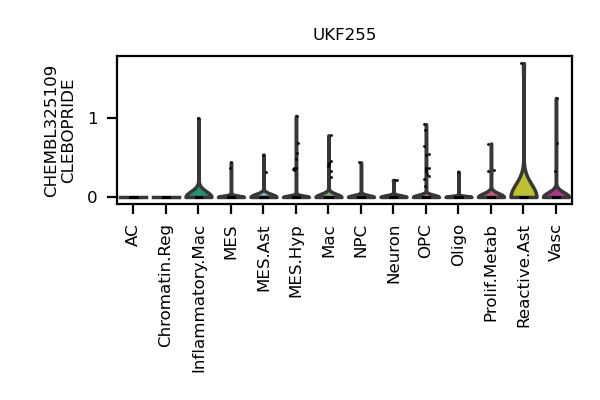 UKF255
CHEMBL325109
CLEBOPRIDE
1
0
AC
Chromatin.Reg
Inflammatory.Mac
MES
MES.Ast
MES.Hyp
Mac
NPC
Neuron
OPC
Oligo
Prolif.Metab
Reactive.Ast
Vasc